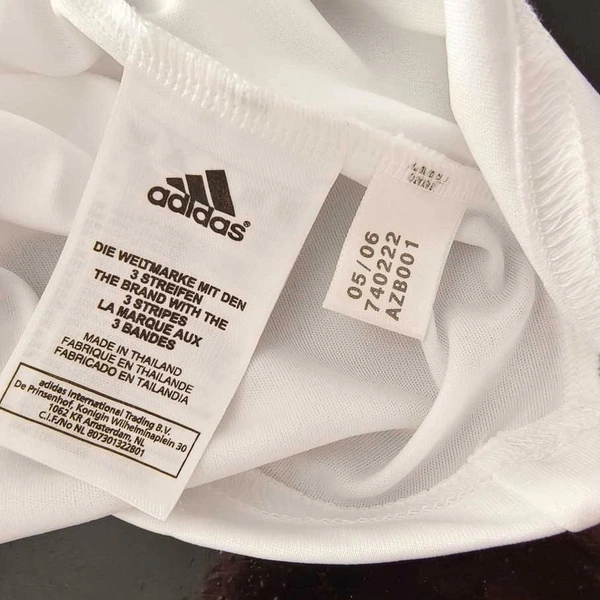 adidas®
DIE WELTMARKE MIT DEN
3 STREIFEN
THE BRAND WITH THE
3 STRIPES
LA MARQUE AUX
3 BANDES
MADE IN THAILAND
FABRIQUE EN THAILANDE
FABRICADO EN TAILANDIA
adidas International Trading B.V.
De Prinsenhof, Konigin Wilhelminaplein 30
1062 KR Amsterdam, NL
C.I.F./No NL 807301322B01
05/06
740222
AZB001